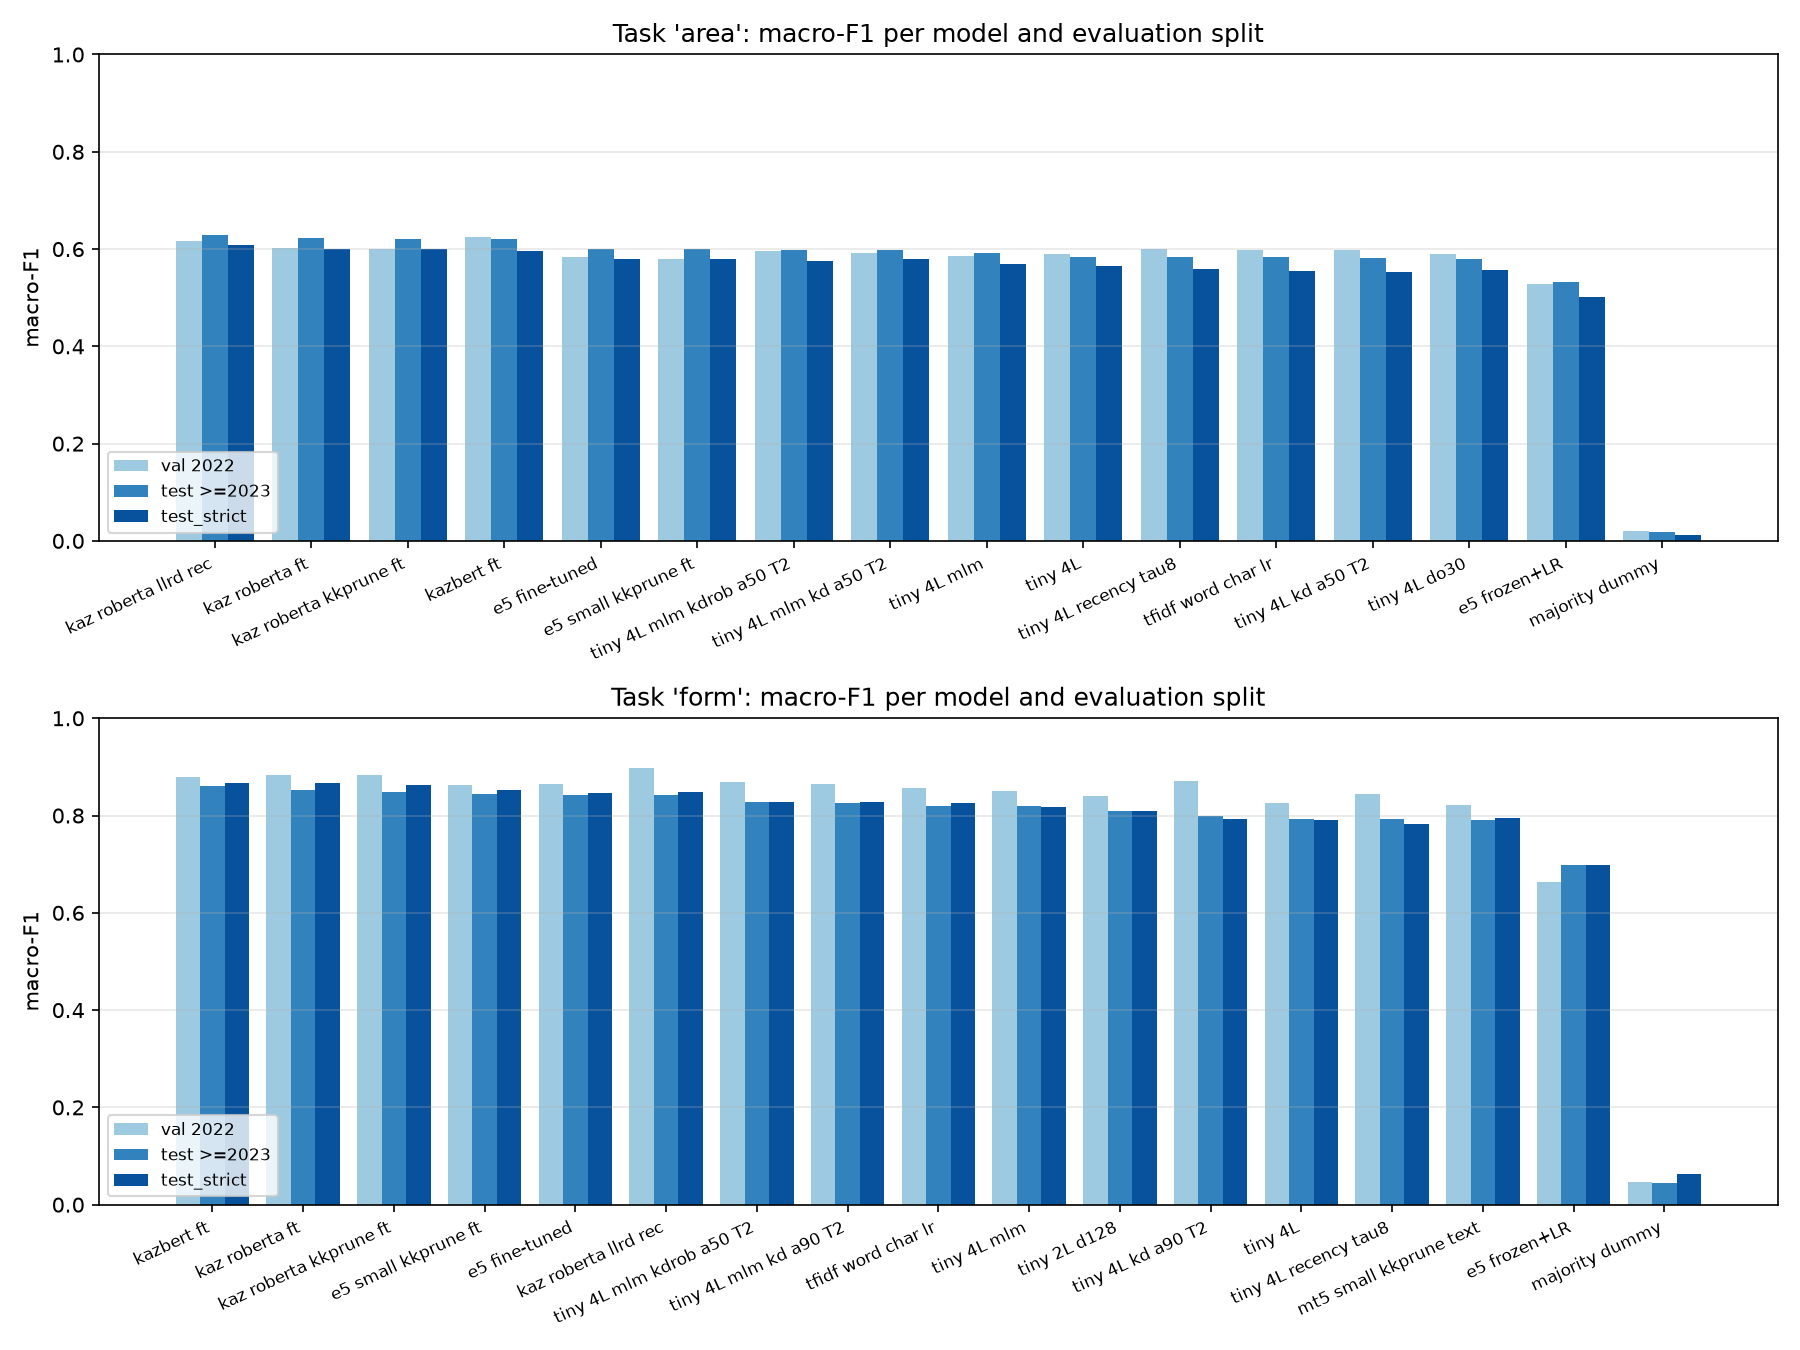 Task 'area': macro-F1 per model and evaluation split
1.0
0.8
0.6
0.4
0.2
0.0
macro-F1
val 2022
test >=2023
test_strict
kaz roberta llrd rec
kaz roberta ft
kaz roberta kkprune ft
kazbert ft
e5 fine-tuned
e5 small kkprune ft
tiny 4L mlm kdrob a50 T2
tiny 4L mlm kd a50 T2
tiny 4L mlm
tiny 4L
tiny 4L recency tau8
tfidf word char lr
tiny 4L kd a50 T2
tiny 4L do30
e5 frozen+LR
majority dummy
Task 'form': macro-F1 per model and evaluation split
1.0
0.8
0.6
0.4
0.2
0.0
macro-F1
val 2022
test >=2023
test_strict
kazbert ft
kaz roberta ft
kaz roberta kkprune ft
e5 small kkprune ft
e5 fine-tuned
kaz roberta llrd rec
tiny 4L mlm kdrob a50 T2
tiny 4L mlm kd a90 T2
tfidf word char lr
tiny 4L mlm
tiny 2L d128
tiny 4L kd a90 T2
tiny 4L
tiny 4L recency tau8
mt5 small kkprune text
e5 frozen+LR
majority dummy